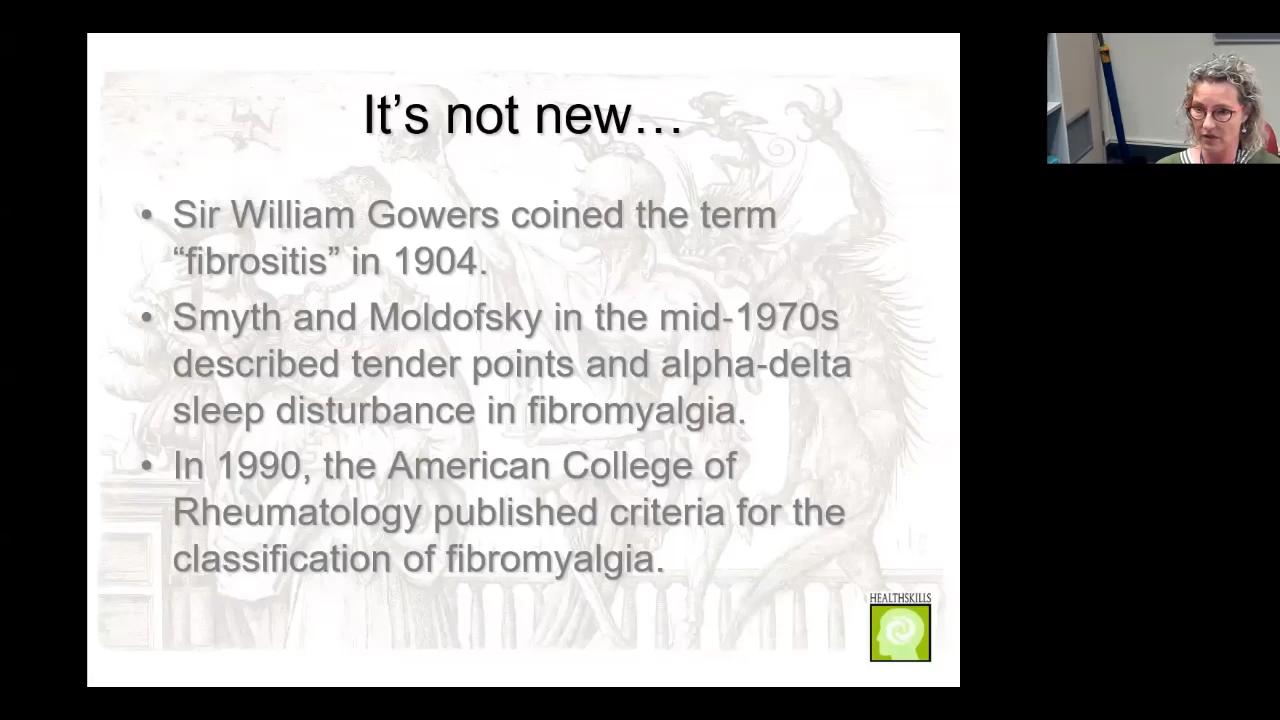 It's not new…
• Sir William Gowers coined the term
“fibrositis” in 1904.
• Smyth and Moldofsky in the mid-1970s
described tender points and alpha-delta
sleep disturbance in fibromyalgia.
• In 1990, the American College of
Rheumatology published criteria for the
classification of fibromyalgia.
HEALTHSKILLS